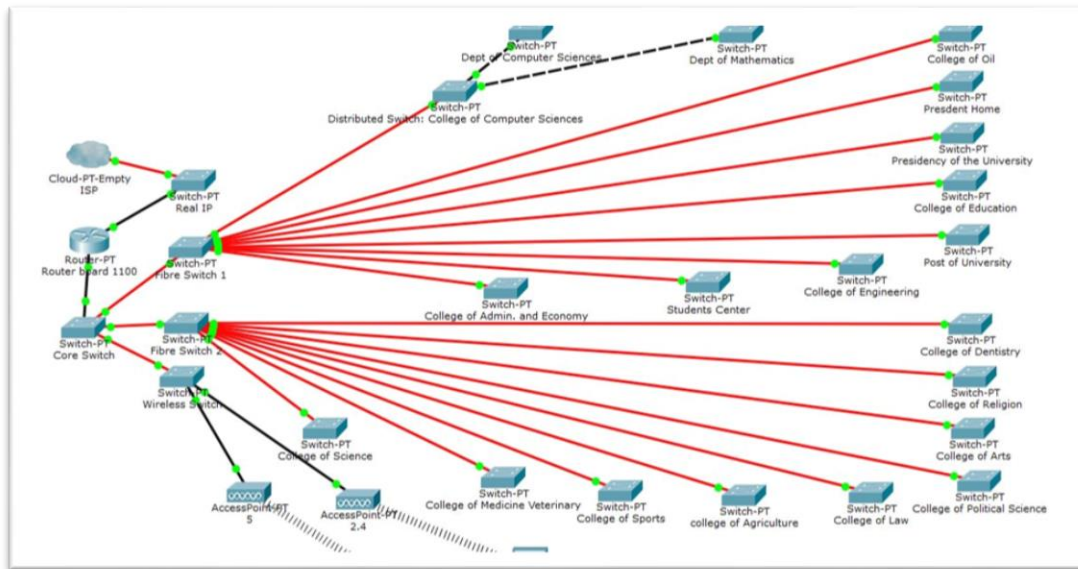 Switch-PT
Dept of Computer Sciences
Switch-PT
Dept of Mathematics
Switch-PT
College of Oil
Switch-PT
Distributed Switch: College of Computer Sciences
Switch-PT
Presdent Home
Switch-PT
Presidency of the University
Cloud-PT-Empty
ISP
Switch-PT
Real IP
Switch-PT
College of Education
Router-PT
Router board 1100
Switch-PT
Fibre Switch 1
Switch-PT
Post of University
Switch-PT
College of Engineering
Switch-PT
Students Center
Switch-PT
College of Admin. and Economy
Switch-PT
Core Switch
Switch-PT
Fibre Switch 2
Switch-PT
College of Dentistry
Switch-PT
Wireless Switch
Switch-PT
College of Religion
Switch-PT
College of Science
Switch-PT
College of Arts
Switch-PT
College of Medicine Veterinary
Switch-PT
College of Sports
Switch-PT
college of Agriculture
Switch-PT
College of Law
Switch-PT
College of Political Science
AccessPoint-PT
5
AccessPoint-PT
2.4